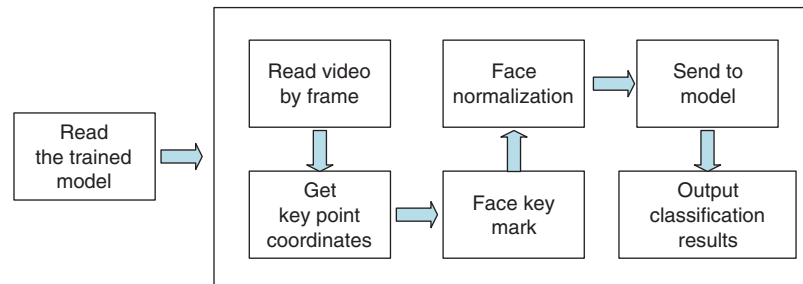 Read
the trained
model
Read video
by frame
Get
key point
coordinates
Face key
mark
Face
normalization
Send to
model
Output
classification
results